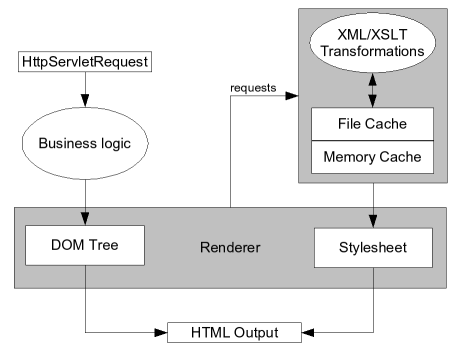 XML/XSLT
Transformations
HttpServletRequest
requests
File Cache
Business logic
Memory Cache
DOM Tree
Renderer
Stylesheet
HTML Output